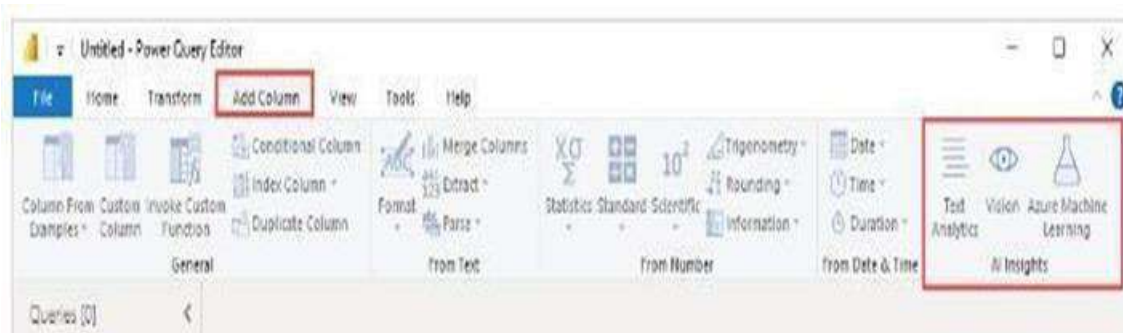 Untitled - Power Query Editor
File Home Transform Add Column View Tools Help
Column From Examples
Custom Column
Invoke Custom Function
Conditional Column
Index Column
Duplicate Column
General
Format
Merge Columns
Extract
Parse
From Text
Statistics
Standard
Scientific
Trigonometry
Rounding
Information
From Number
Date
Time
Duration
From Date & Time
Text Analytics
Vision
Azure Machine Learning
AI Insights
Queries [0]